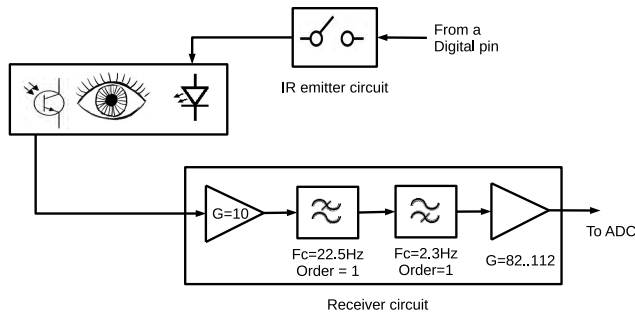 From a
Digital pin
IR emitter circuit
G=10
Fc=22.5Hz
Order = 1
Fc=2.3Hz
Order=1
G=82..112
To ADC
Receiver circuit